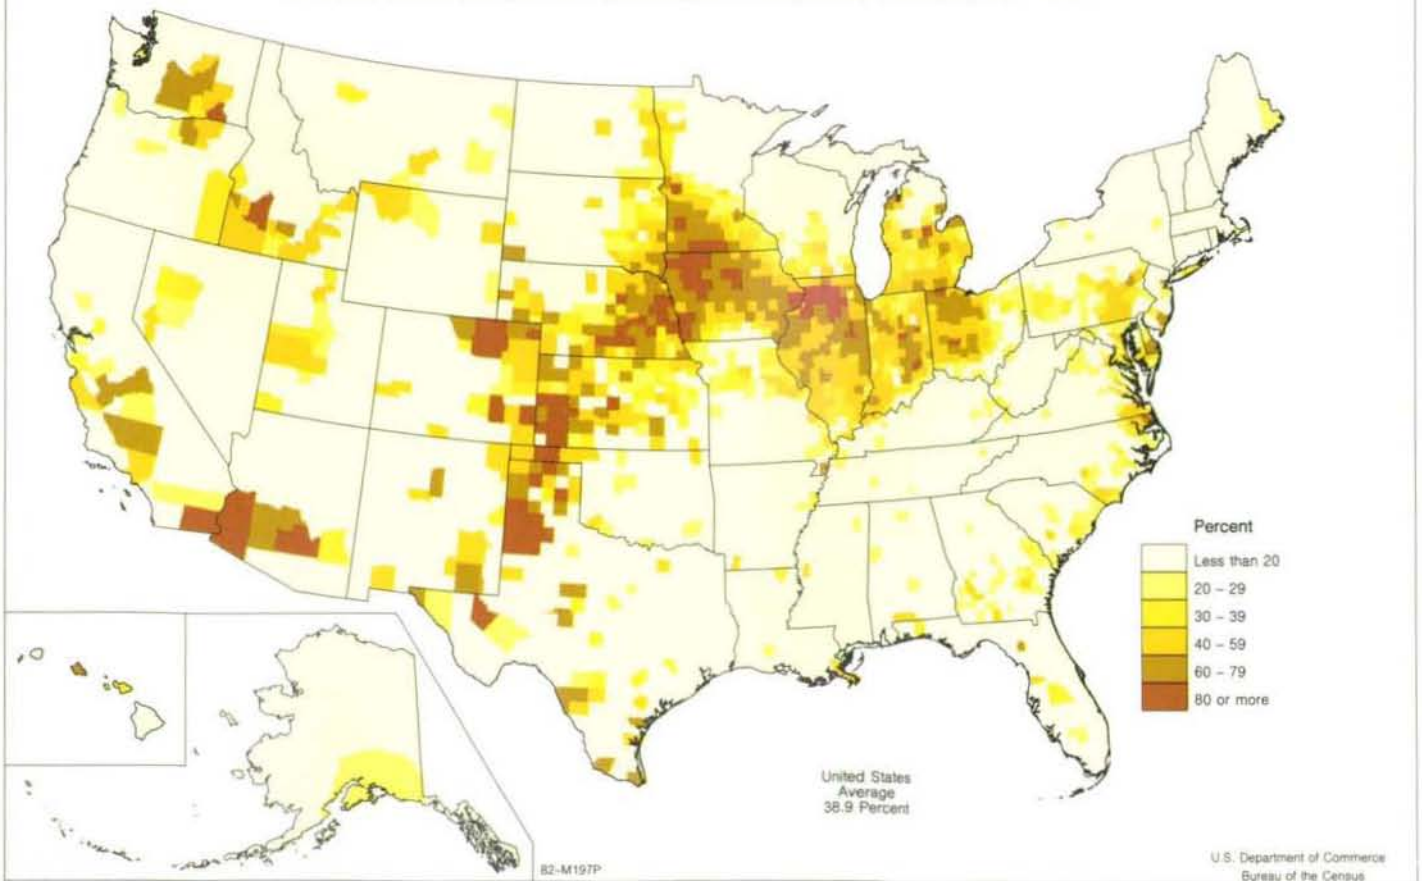 Percent
Less than 20
20 – 29
30 – 39
40 – 59
60 – 79
80 or more
United States
Average
38.9 Percent
82-M197P
U.S. Department of Commerce
Bureau of the Census